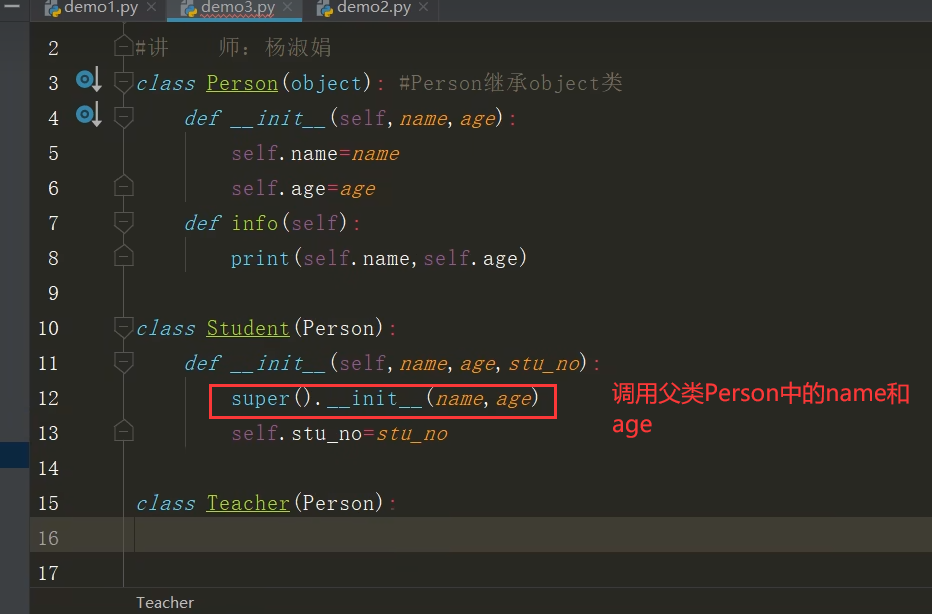 demo1.py × demo3.py × demo2.py ×
2 #讲 师：杨淑娟
3 class Person(object): #Person继承object类
4 def __init__(self,name,age):
5 self.name=name
6 self.age=age
7 def info(self):
8 print(self.name,self.age)
9
10 class Student(Person):
11 def __init__(self,name,age,stu_no):
12 super().__init__(name,age)
调用父类Person中的name和
age
13 self.stu_no=stu_no
14
15 class Teacher(Person):
16
17
Teacher